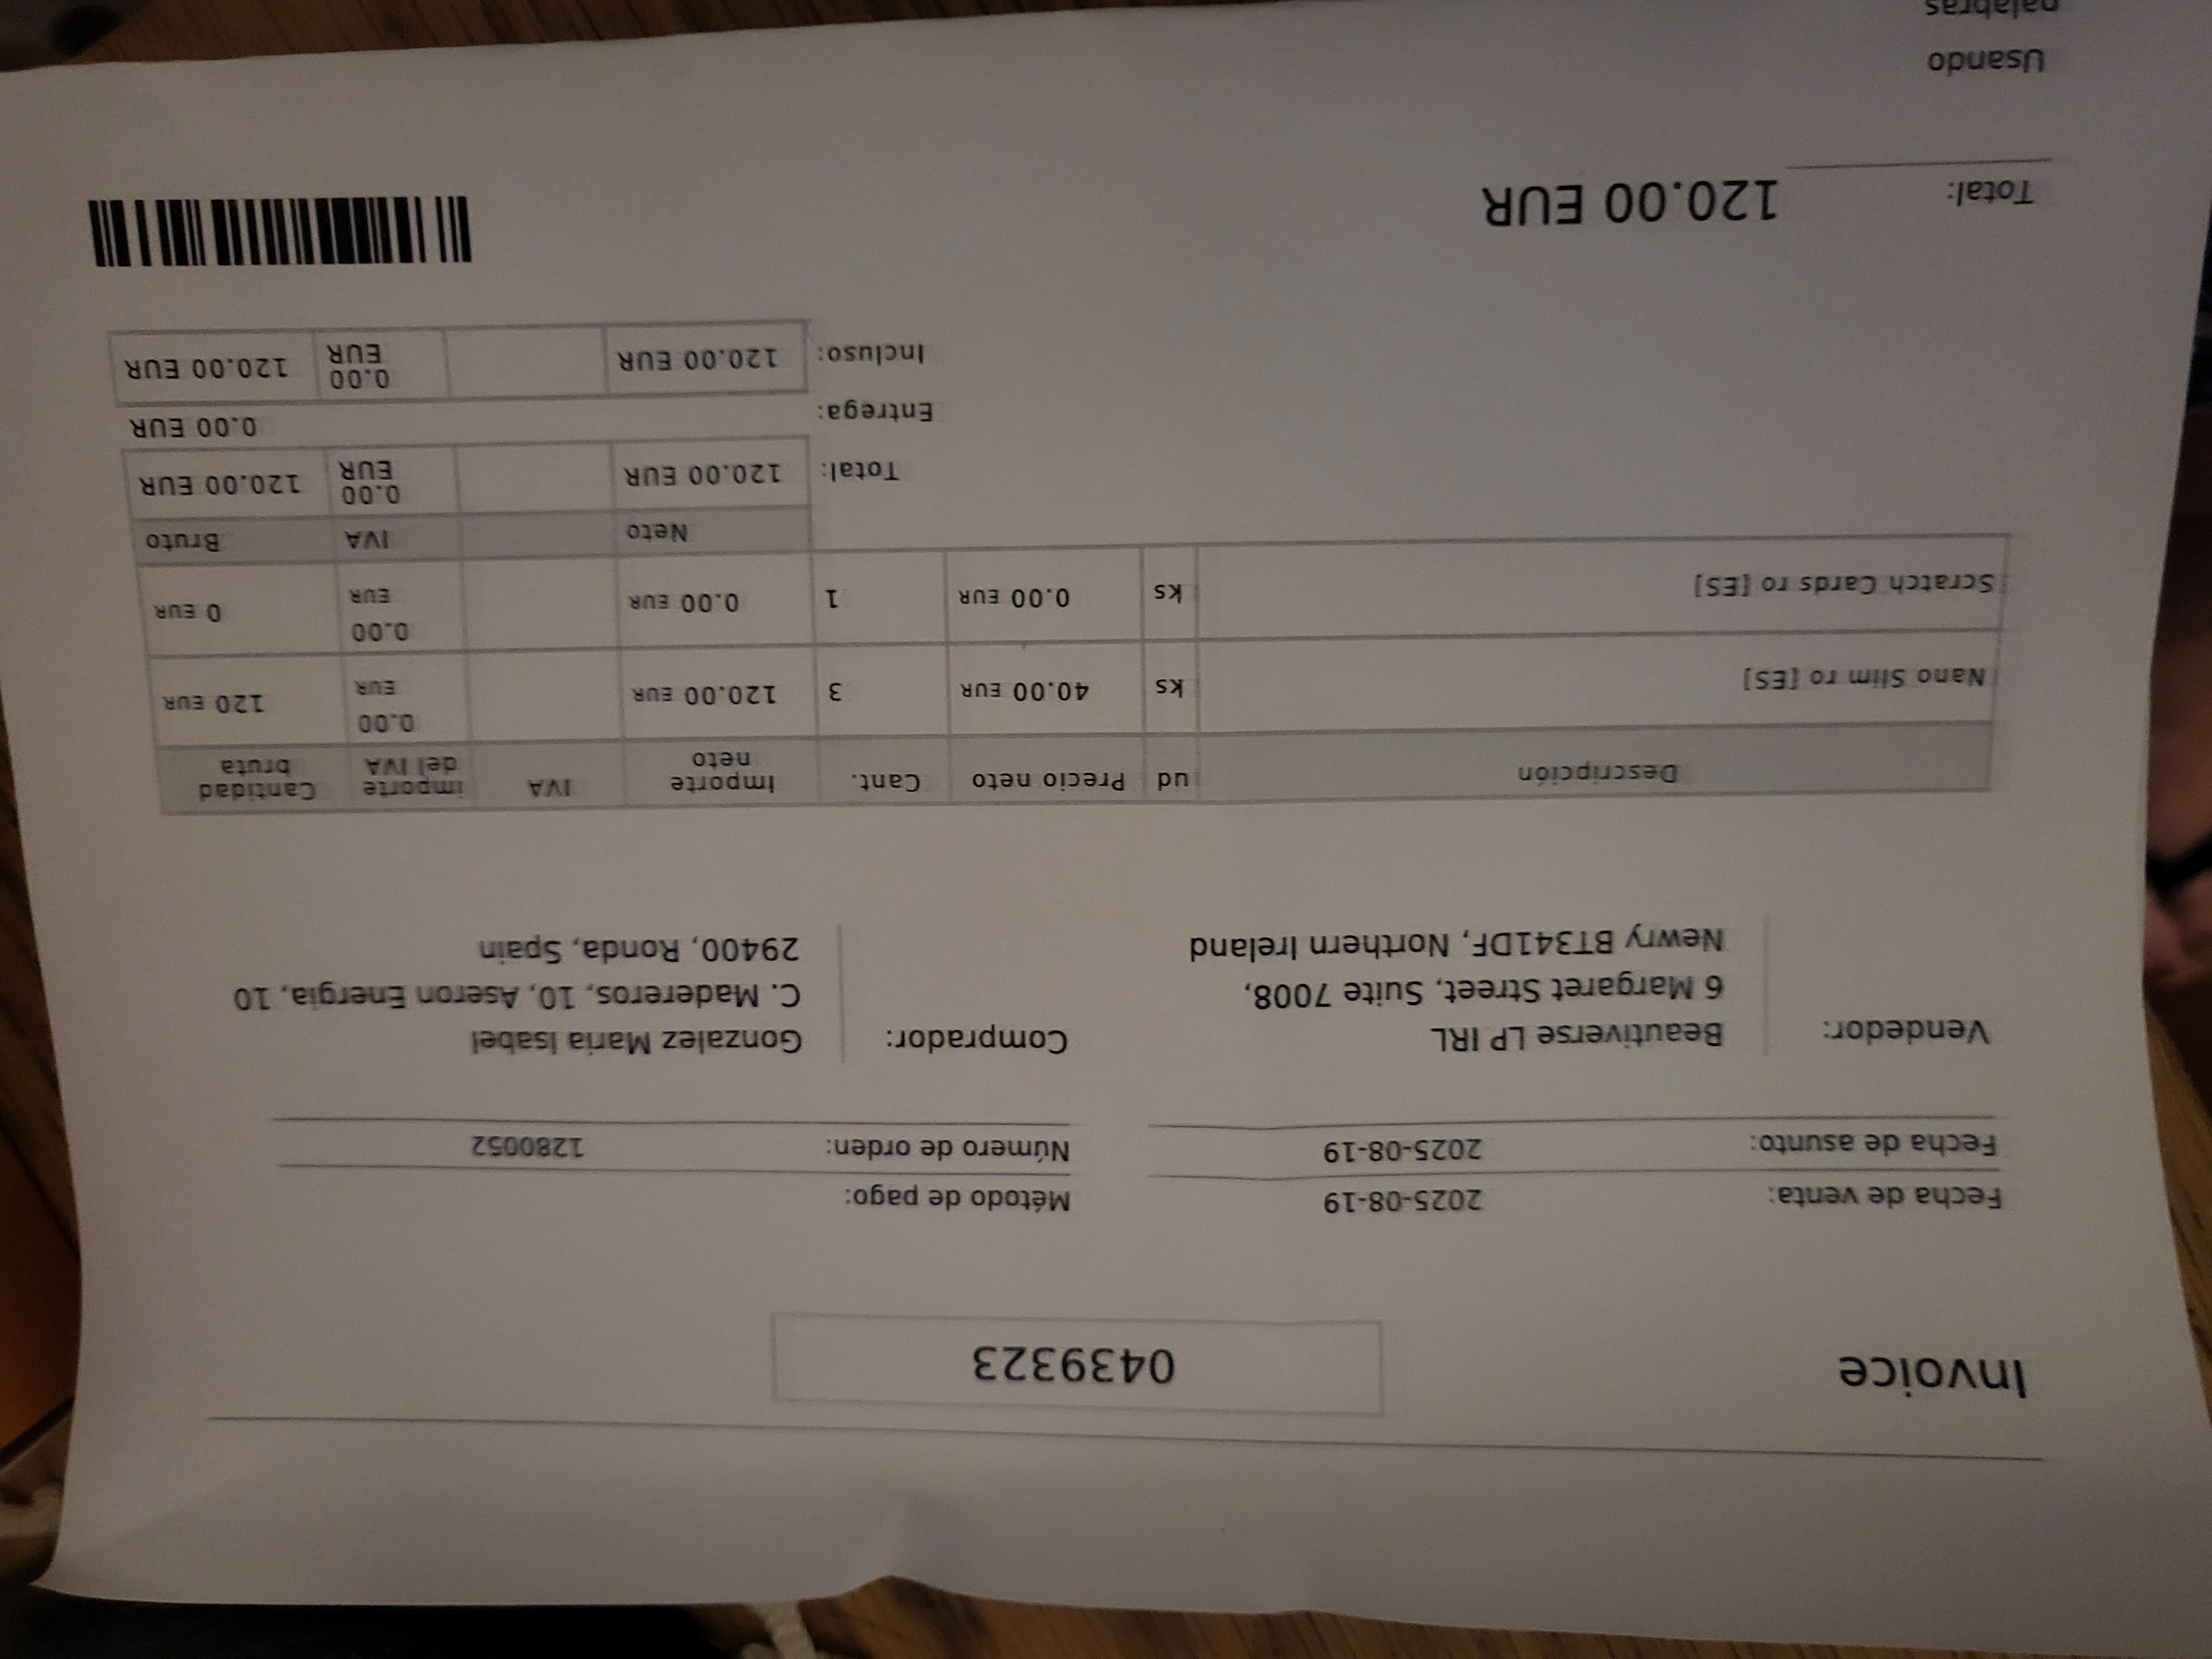 Invoice 0439323
Fecha de venta: 2025-08-19 Método de pago:
Fecha de asunto: 2025-08-19 Número de orden: 1280052
Vendedor: Beautiverse LP IRL
6 Margaret Street, Suite 7008,
Newry BT341DF, Northern Ireland
Comprador: Gonzalez Maria Isabel
C. Madereros, 10, Aseron Energia, 10
29400, Ronda, Spain
Descripción ud Precio neto Cant. Importe neto IVA importe del IVA Cantidad bruta
Nano Slim ro [ES] ks 40.00 EUR 3 120.00 EUR 0.00 EUR 120 EUR
Scratch Cards ro [ES] ks 0.00 EUR 1 0.00 EUR 0.00 EUR 0 EUR
Neto IVA Bruto
Total: 120.00 EUR 0.00 EUR 120.00 EUR
Entrega: 0.00 EUR
Incluso: 120.00 EUR 0.00 EUR 120.00 EUR
Total: 120.00 EUR
Usando
palabras